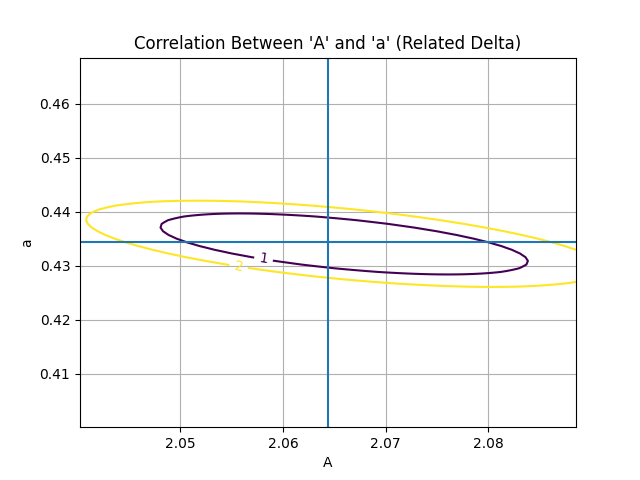 Correlation Between 'A' and 'a' (Related Delta)
0.46
0.45
0.44
0.43
0.42
0.41
a
1
2
2.05 2.06 2.07 2.08
A